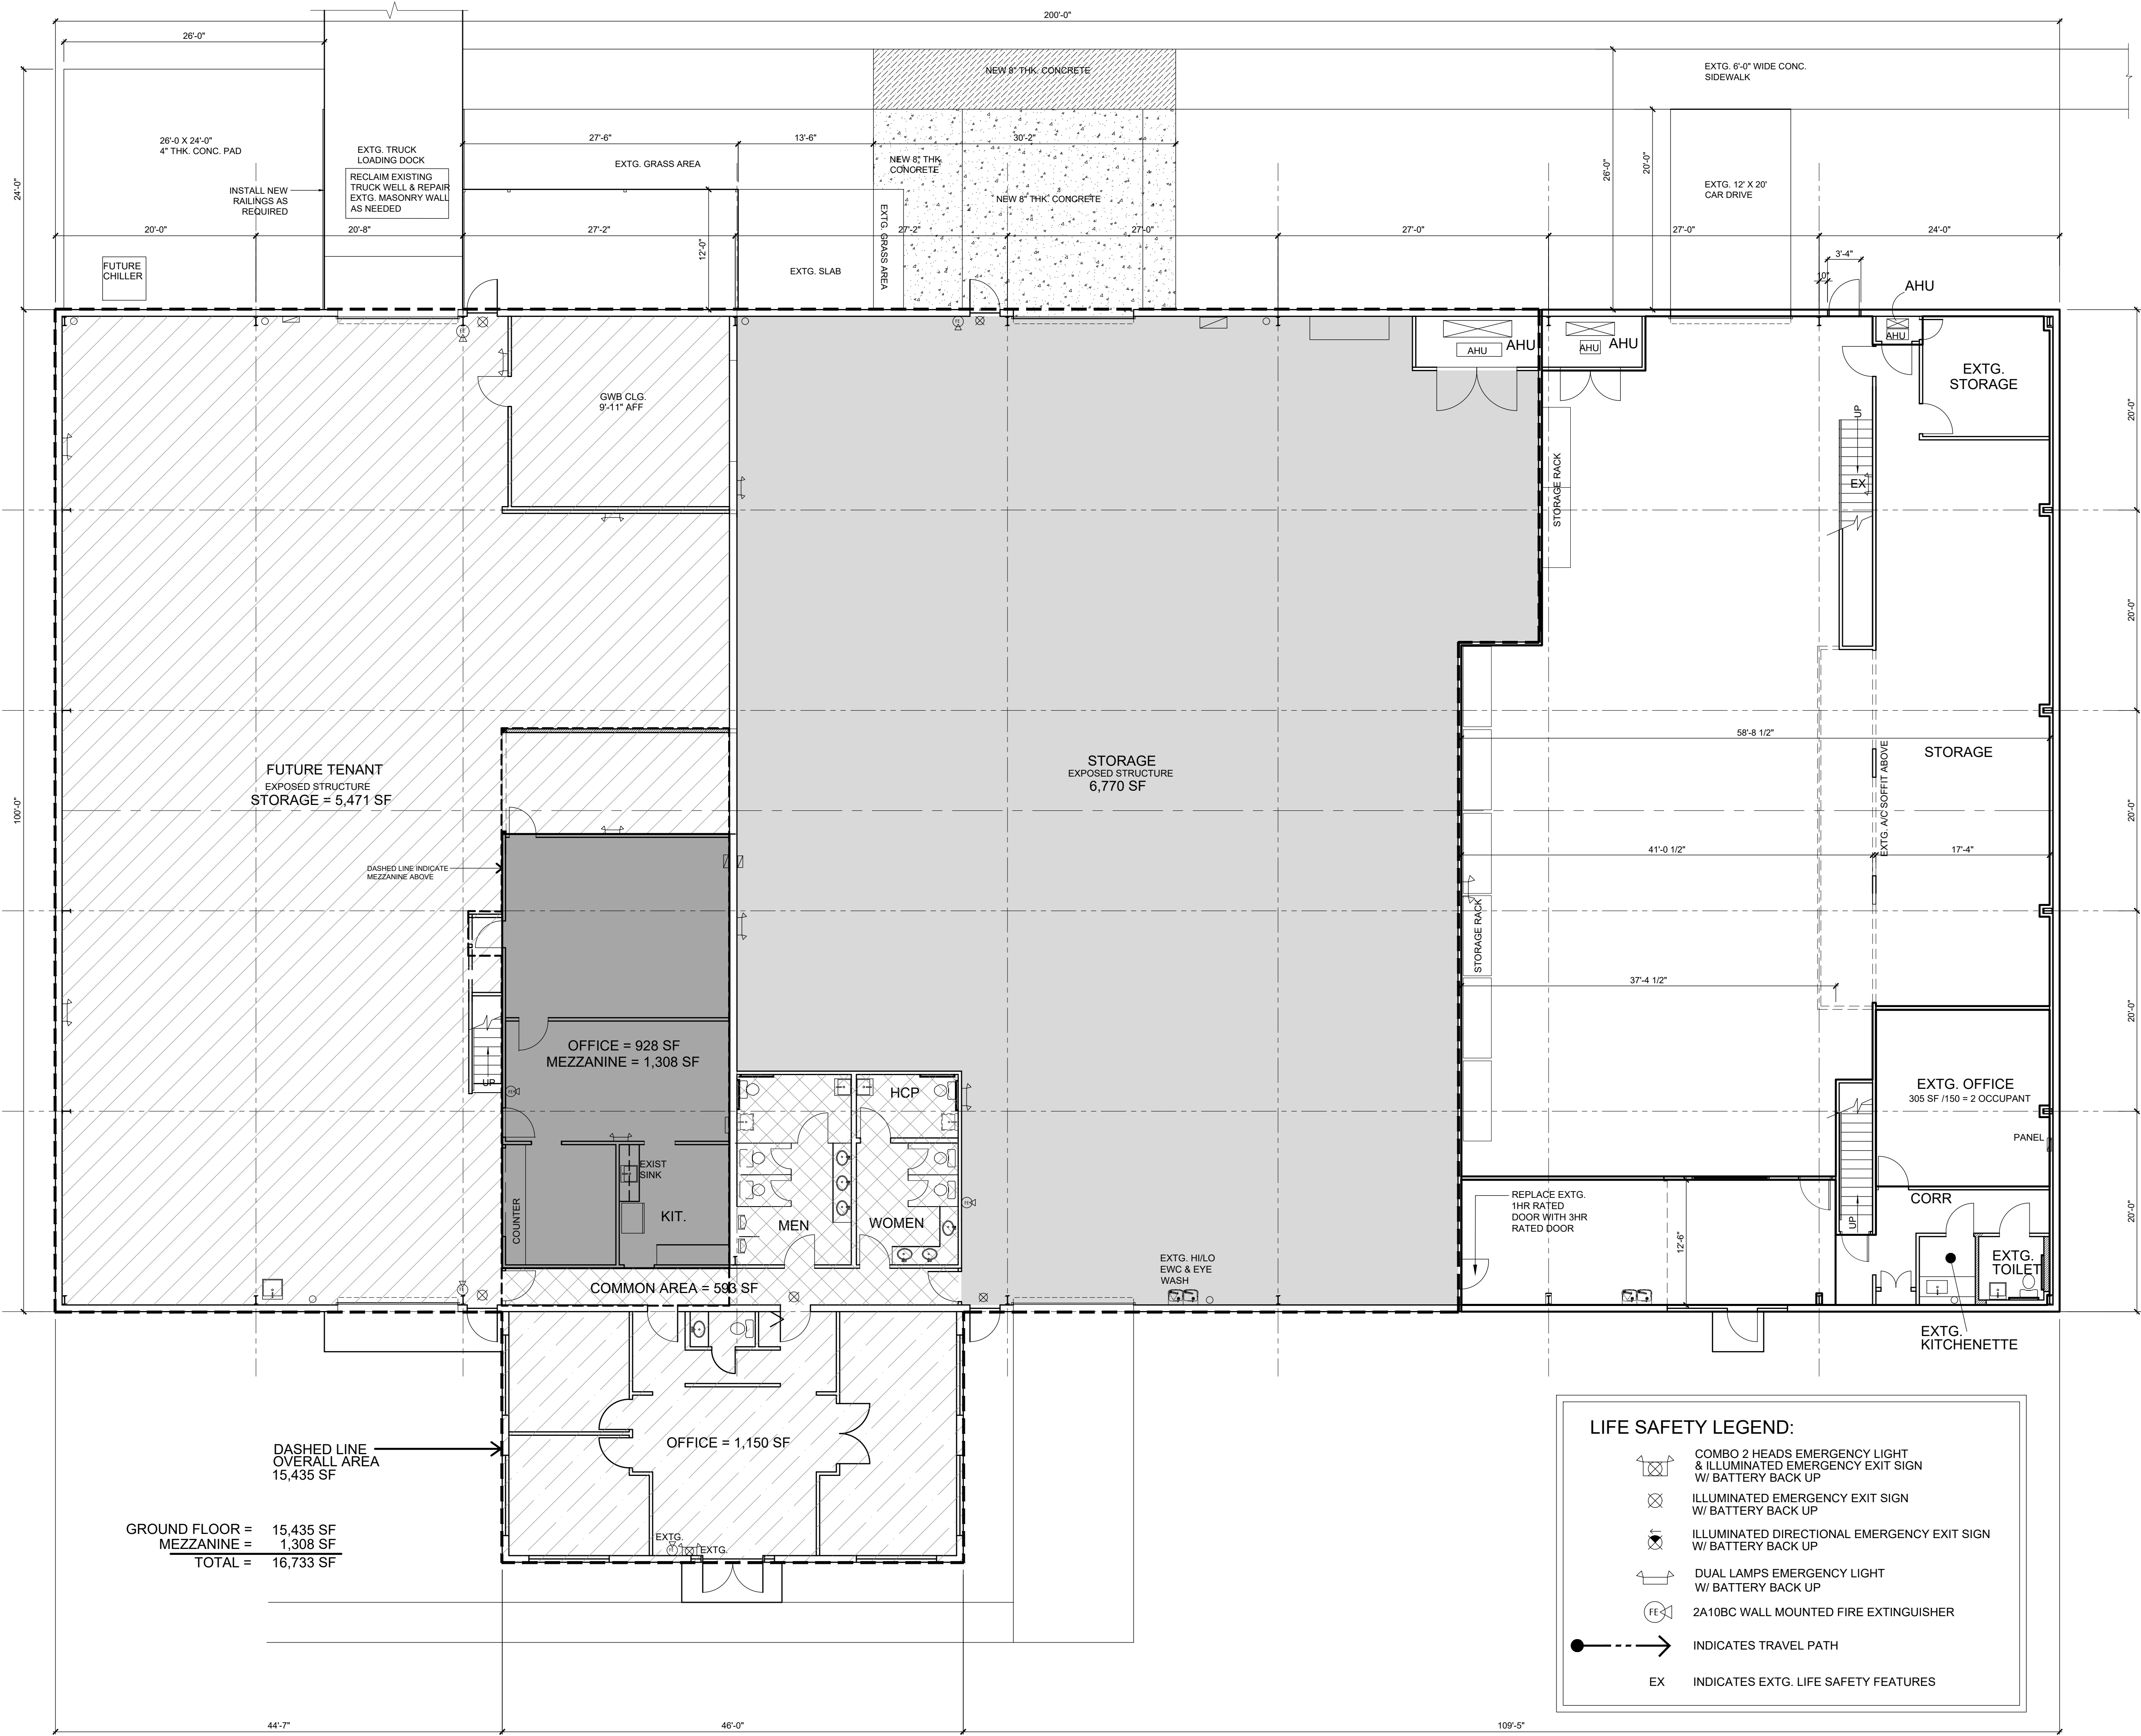 200'-0"
26'-0"
NEW 8" THK. CONCRETE
EXTG. 6'-0" WIDE CONC.
SIDEWALK
24'-0"
26'-0 X 24'-0"
4" THK. CONC. PAD
EXTG. TRUCK
LOADING DOCK
RECLAIM EXISTING
TRUCK WELL & REPAIR
EXTG. MASONRY WALL
AS NEEDED
INSTALL NEW
RAILINGS AS
REQUIRED
27'-6"
13'-6"
30'-2"
EXTG. GRASS AREA
NEW 8" THK.
CONCRETE
NEW 8" THK. CONCRETE
EXTG. GRASS AREA
26'-0"
20'-0"
EXTG. 12' X 20'
CAR DRIVE
20'-0"
20'-8"
27'-2"
27'-2"
27'-0"
27'-0"
27'-0"
24'-0"
12'-0"
EXTG. SLAB
FUTURE
CHILLER
3'-4"
10"
AHU
AHU
AHU
AHU
AHU
AHU
EXTG.
STORAGE
GWB CLG.
9'-11" AFF
FE
FE
UP
EX
STORAGE RACK
20'-0"
20'-0"
20'-0"
20'-0"
20'-0"
100'-0"
58'-8 1/2"
STORAGE
EXTG. A/C SOFFIT ABOVE
FUTURE TENANT
EXPOSED STRUCTURE
STORAGE = 5,471 SF
STORAGE
EXPOSED STRUCTURE
6,770 SF
41'-0 1/2"
17'-4"
DASHED LINE INDICATE
MEZZANINE ABOVE
STORAGE RACK
37'-4 1/2"
OFFICE = 928 SF
MEZZANINE = 1,308 SF
UP
FE
HCP
EXTG. OFFICE
305 SF /150 = 2 OCCUPANT
PANEL
EXIST
SINK
COUNTER
KIT.
MEN
WOMEN
FE
REPLACE EXTG.
1HR RATED
DOOR WITH 3HR
RATED DOOR
12'-6"
UP
CORR
EXTG.
TOILET
EXTG. HI/LO
EWC & EYE
WASH
COMMON AREA = 593 SF
FE
EXTG.
KITCHENETTE
OFFICE = 1,150 SF
DASHED LINE
OVERALL AREA
15,435 SF
GROUND FLOOR = 15,435 SF
MEZZANINE = 1,308 SF
TOTAL = 16,733 SF
EXTG.
FE
EXTG.
LIFE SAFETY LEGEND:
COMBO 2 HEADS EMERGENCY LIGHT
& ILLUMINATED EMERGENCY EXIT SIGN
W/ BATTERY BACK UP
ILLUMINATED EMERGENCY EXIT SIGN
W/ BATTERY BACK UP
ILLUMINATED DIRECTIONAL EMERGENCY EXIT SIGN
W/ BATTERY BACK UP
DUAL LAMPS EMERGENCY LIGHT
W/ BATTERY BACK UP
FE 2A10BC WALL MOUNTED FIRE EXTINGUISHER
INDICATES TRAVEL PATH
EX INDICATES EXTG. LIFE SAFETY FEATURES
44'-7"
46'-0"
109'-5"